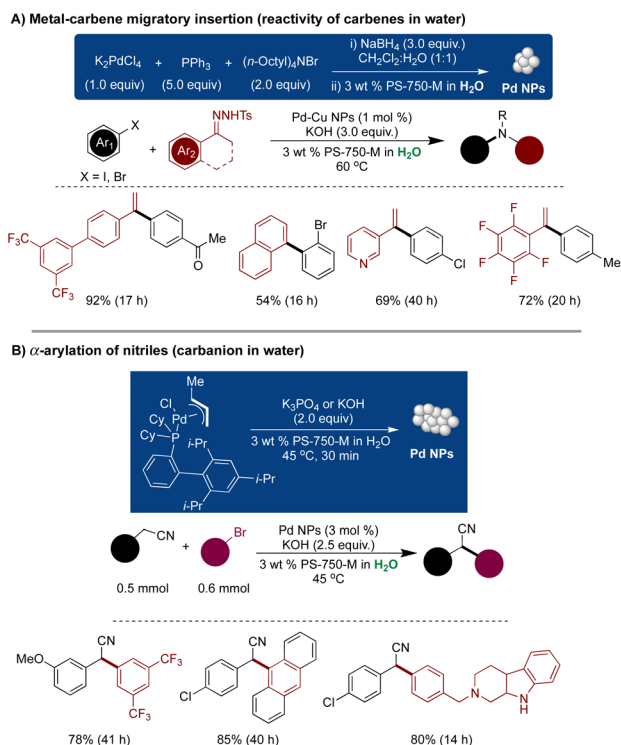 A) Metal-carbene migratory insertion (reactivity of carbenes in water)
K2PdCl4 + PPh3 + (n-Octyl)4NBr
(1.0 equiv) (5.0 equiv) (2.0 equiv)
i) NaBH4 (3.0 equiv.)
CH2Cl2:H2O (1:1)
ii) 3 wt % PS-750-M in H2O
Pd NPs
X
Ar1
X = I, Br
+
NNHTs
Ar2
Pd-Cu NPs (1 mol %)
KOH (3.0 equiv.)
3 wt % PS-750-M in H2O
60 oC
R
N
F3C
CF3
Me
O
92% (17 h)
Br
54% (16 h)
N
Cl
69% (40 h)
F
F
F
F
F
Me
72% (20 h)
B) α-arylation of nitriles (carbanion in water)
Me
Cl
Pd
Cy
Cy
P
i-Pr
i-Pr
i-Pr
K3PO4 or KOH
(2.0 equiv)
3 wt % PS-750-M in H2O
45 oC, 30 min
Pd NPs
CN
0.5 mmol
+
Br
0.6 mmol
Pd NPs (3 mol %)
KOH (2.5 equiv.)
3 wt % PS-750-M in H2O
45 oC
CN
MeO
CN
CF3
CF3
78% (41 h)
CN
Cl
85% (40 h)
CN
Cl
N
N
H
80% (14 h)